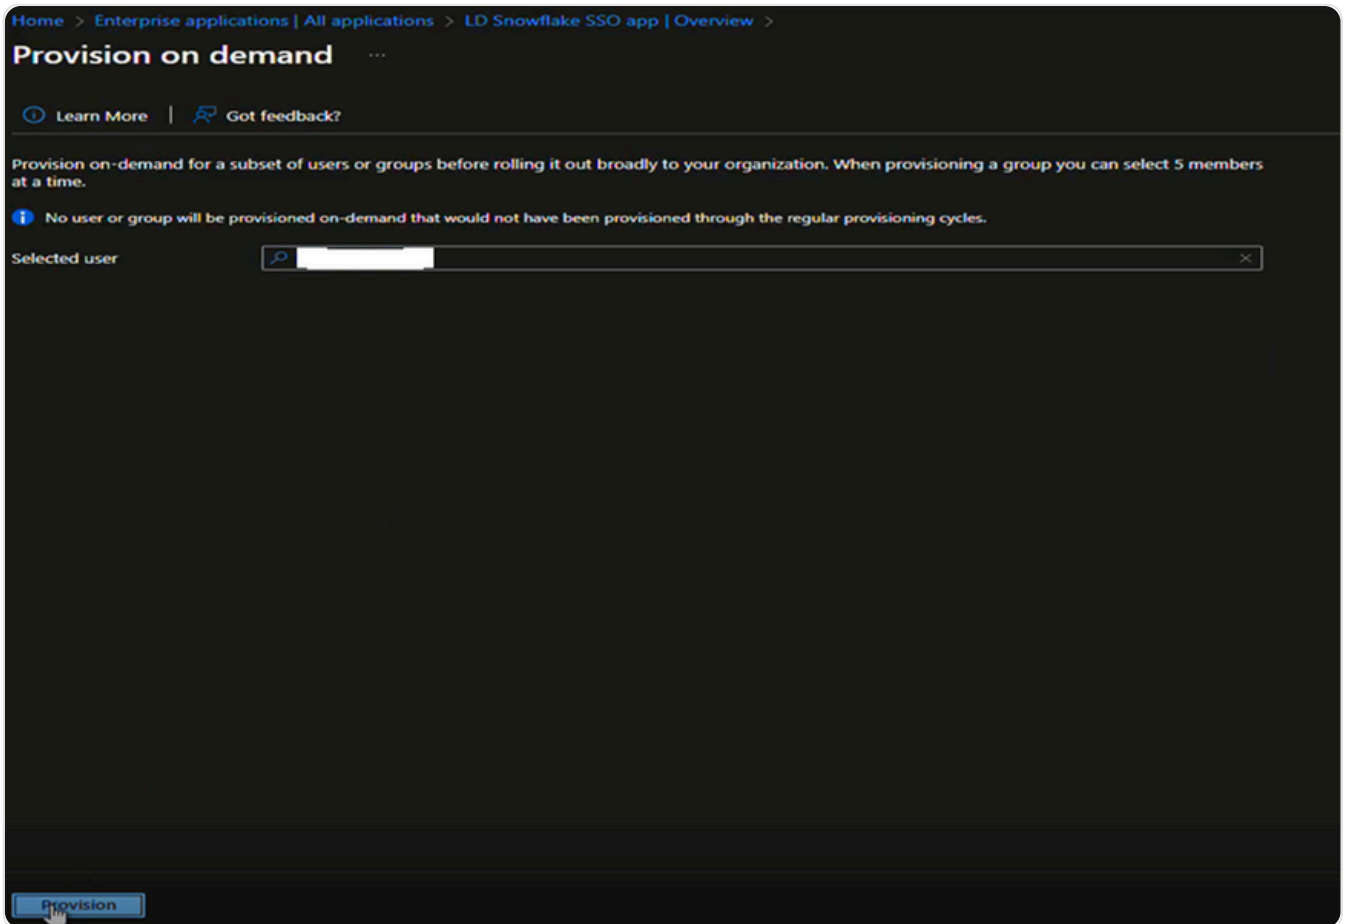 Home > Enterprise applications | All applications > LD Snowflake SSO app | Overview >
Provision on demand ...
Learn More | Got feedback?
Provision on-demand for a subset of users or groups before rolling it out broadly to your organization. When provisioning a group you can select 5 members
at a time.
No user or group will be provisioned on-demand that would not have been provisioned through the regular provisioning cycles.
Selected user
Provision